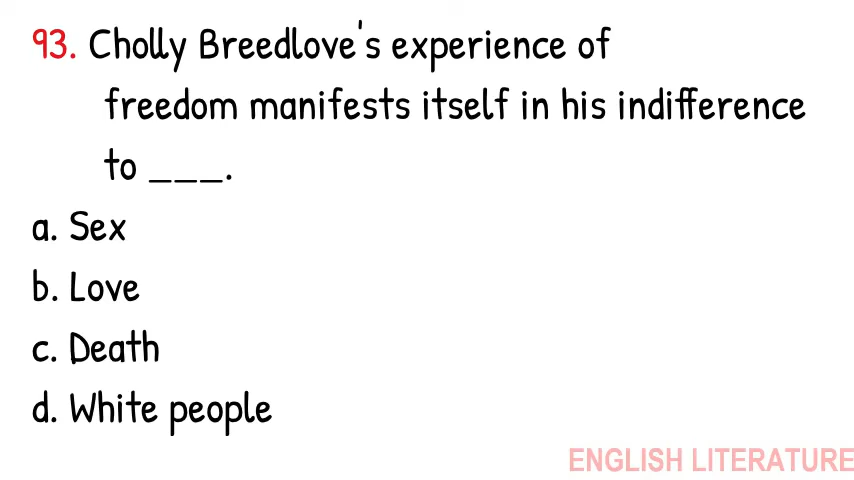 93. Cholly Breedlove's experience of
freedom manifests itself in his indifference
to ___.
a. Sex
b. Love
c. Death
d. White people
ENGLISH LITERATURE